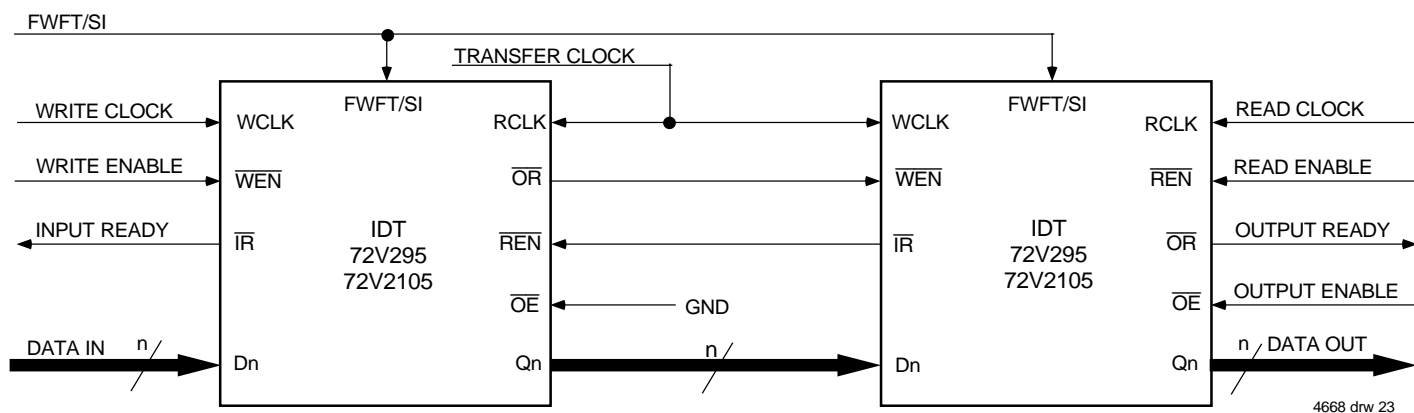 FWFT/SI
TRANSFER CLOCK
FWFT/SI
FWFT/SI
WRITE CLOCK
WCLK
RCLK
WCLK
RCLK
READ CLOCK
WRITE ENABLE
WEN
OR
WEN
REN
READ ENABLE
INPUT READY
IR
IDT
72V295
72V2105
REN
IR
IDT
72V295
72V2105
OR
OUTPUT READY
OE
GND
OE
OUTPUT ENABLE
DATA IN
n
Dn
Qn
n
Dn
Qn
n
DATA OUT
4668 drw 23